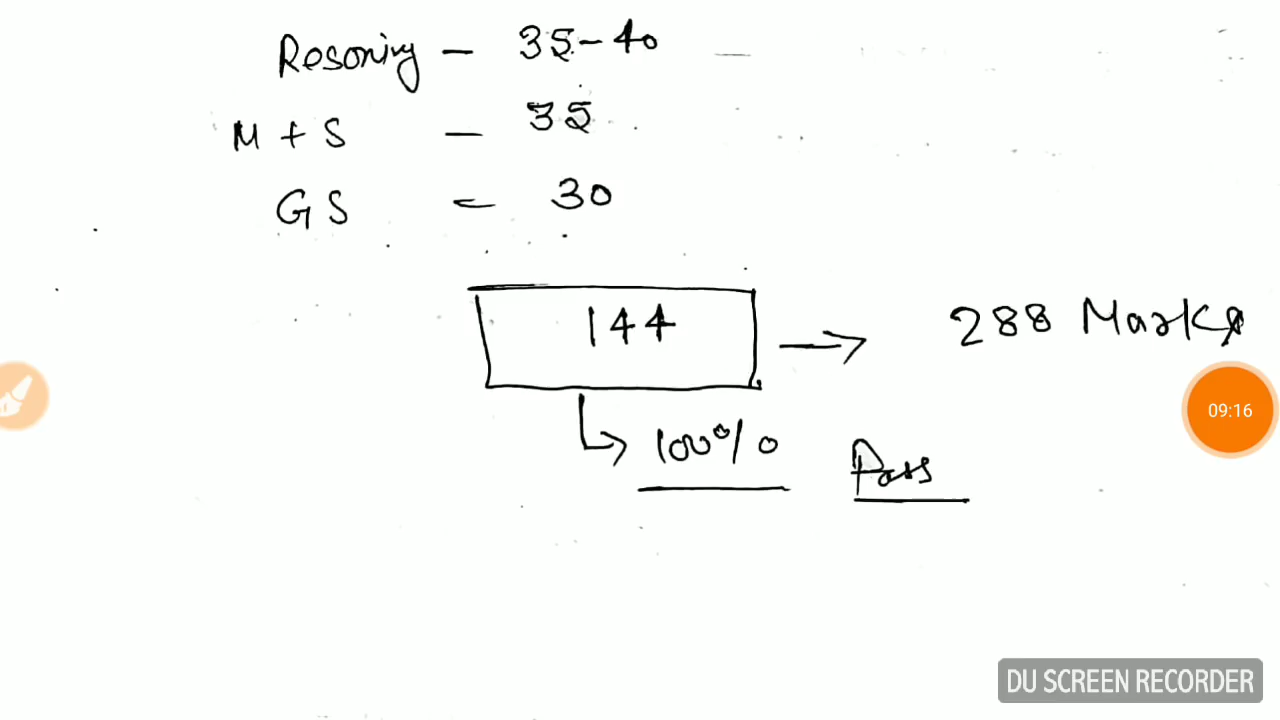 Resoning - 35-40
M + S - 35
GS = 30
144 → 288 Marks
100% Pass
09:16
DU SCREEN RECORDER